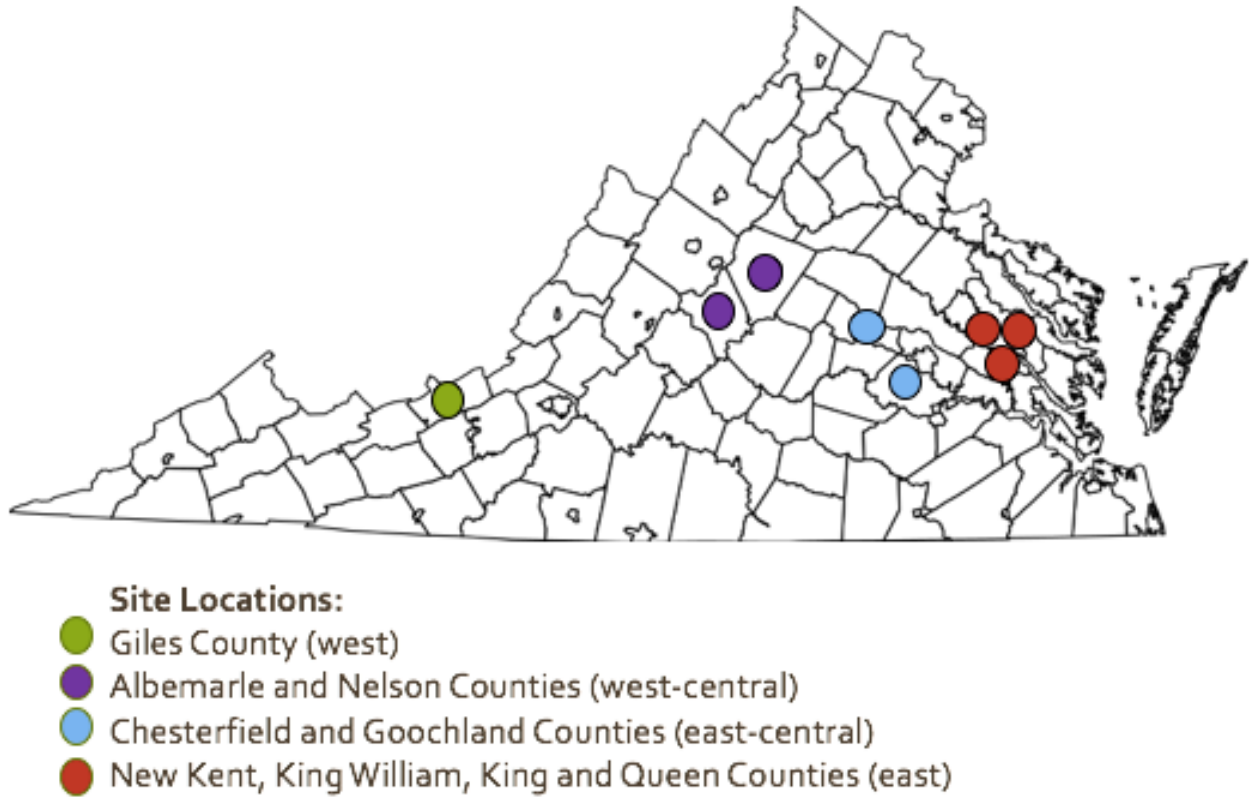 Site Locations:
Giles County (west)
Albemarle and Nelson Counties (west-central)
Chesterfield and Goochland Counties (east-central)
New Kent, King William, King and Queen Counties (east)